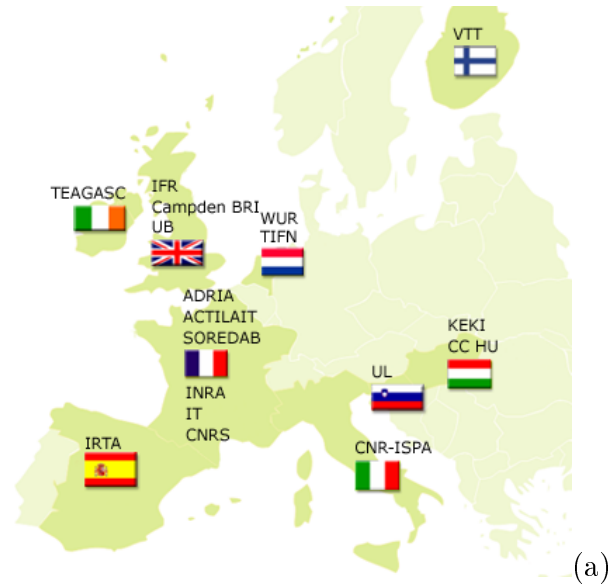 VTT
TEAGASC
IFR
Campden BRI
UB
WUR
TIFN
ADRIA
ACTILAIT
SOREDAB
INRA
IT
CNRS
KEKI
CC HU
UL
IRTA
CNR-ISPA
(a)